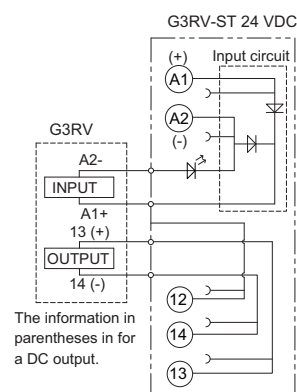 G3RV-ST 24 VDC
(+)
Input circuit
A1
A2
(-)
G3RV
A2-
INPUT
A1+
13 (+)
OUTPUT
14 (-)
12
14
13
The information in
parentheses in for
a DC output.